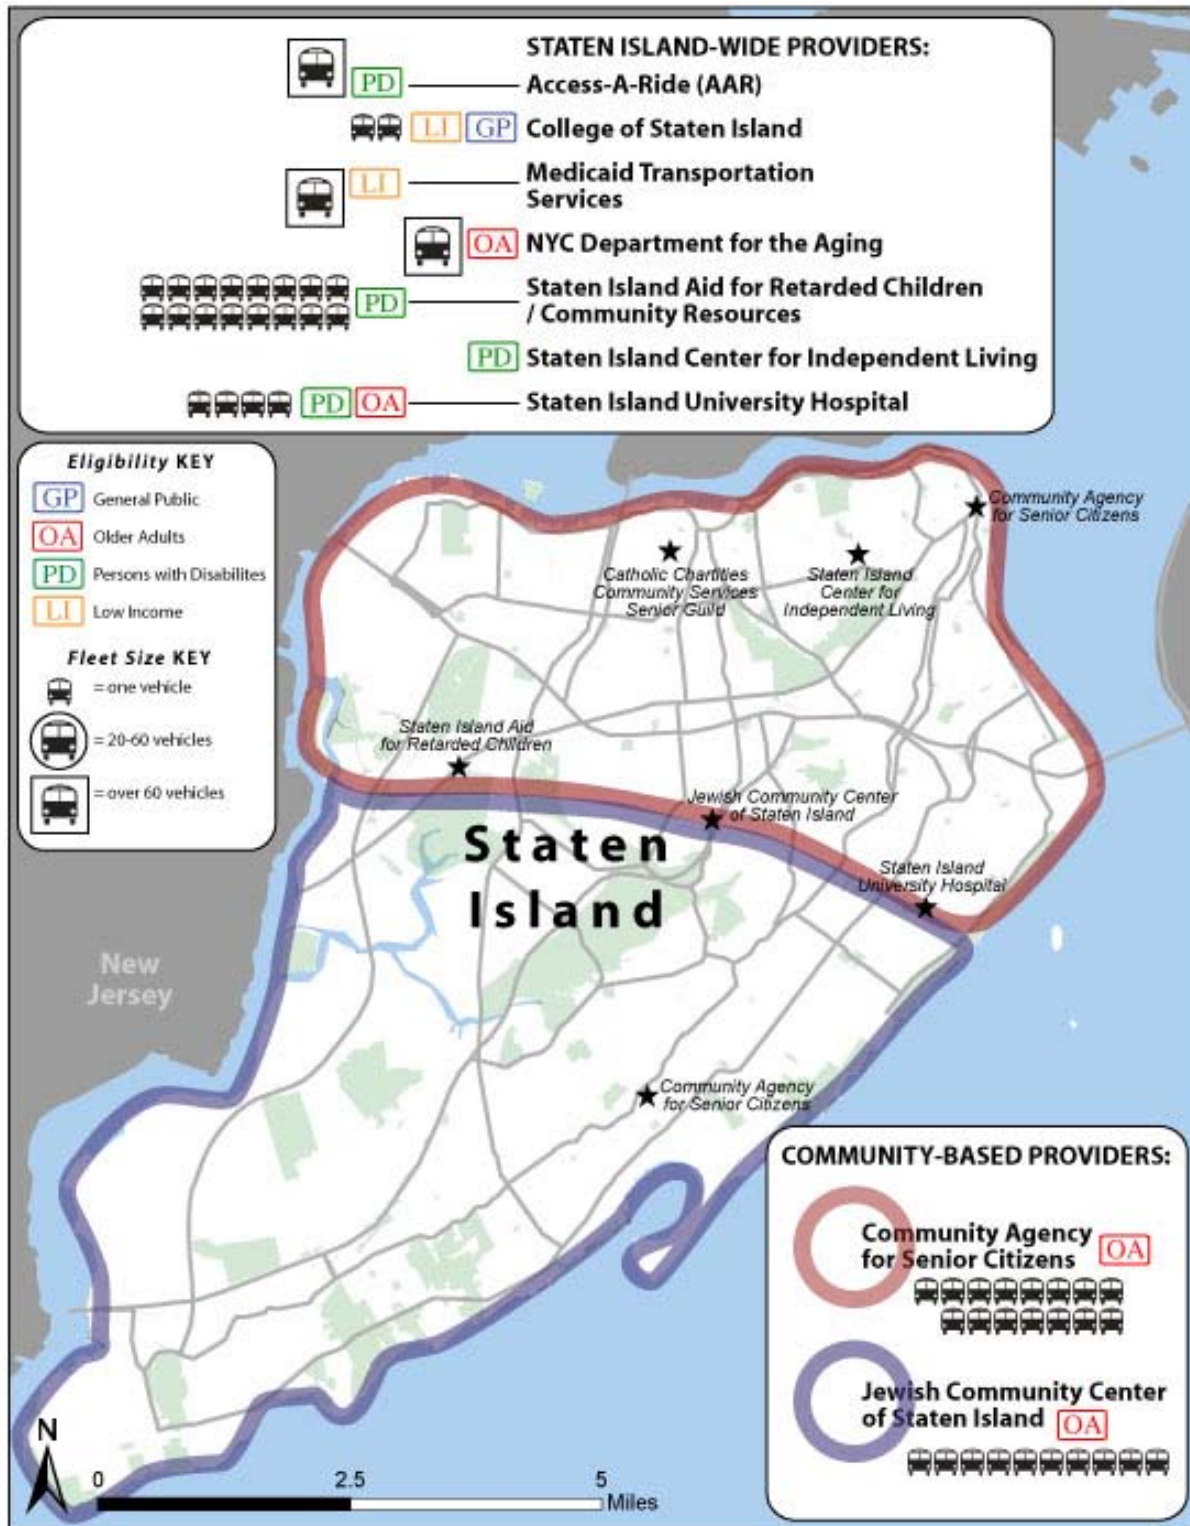 STATEN ISLAND-WIDE PROVIDERS:
PD Access-A-Ride (AAR)
LI GP College of Staten Island
LI Medicaid Transportation
Services
OA NYC Department for the Aging
PD Staten Island Aid for Retarded Children
/ Community Resources
PD Staten Island Center for Independent Living
PD OA Staten Island University Hospital
Eligibility KEY
GP General Public
OA Older Adults
PD Persons with Disabilites
LI Low Income
Fleet Size KEY
= one vehicle
= 20-60 vehicles
= over 60 vehicles
Community Agency
for Senior Citizens
Catholic Chartities
Community Services
Senior Guild
Staten Island
Center for
Independent Living
Staten Island Aid
for Retarded Children
Jewish Community Center
of Staten Island
Staten Island
University Hospital
Staten
Island
New
Jersey
Community Agency
for Senior Citizens
COMMUNITY-BASED PROVIDERS:
Community Agency
for Senior Citizens OA
Jewish Community Center
of Staten Island OA
N
0 2.5 5
Miles